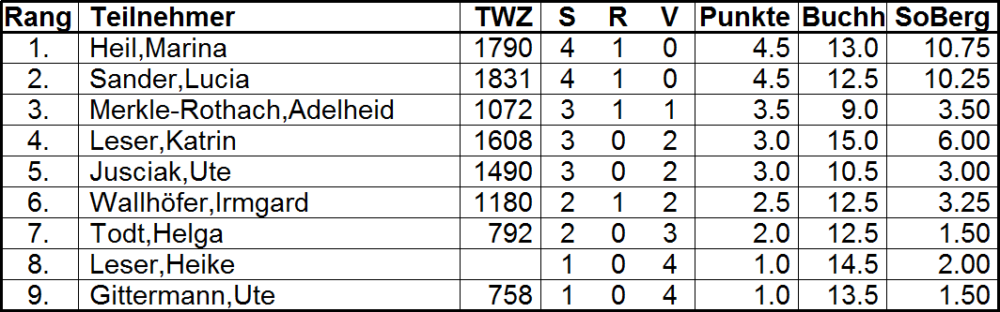 Rang Teilnehmer TWZ S R V Punkte Buchh SoBerg
1. Heil,Marina 1790 4 1 0 4.5 13.0 10.75
2. Sander,Lucia 1831 4 1 0 4.5 12.5 10.25
3. Merkle-Rothach,Adelheid 1072 3 1 1 3.5 9.0 3.50
4. Leser,Katrin 1608 3 0 2 3.0 15.0 6.00
5. Jusciak,Ute 1490 3 0 2 3.0 10.5 3.00
6. Wallhöfer,Irmgard 1180 2 1 2 2.5 12.5 3.25
7. Todt,Helga 792 2 0 3 2.0 12.5 1.50
8. Leser,Heike 1 0 4 1.0 14.5 2.00
9. Gittermann,Ute 758 1 0 4 1.0 13.5 1.50